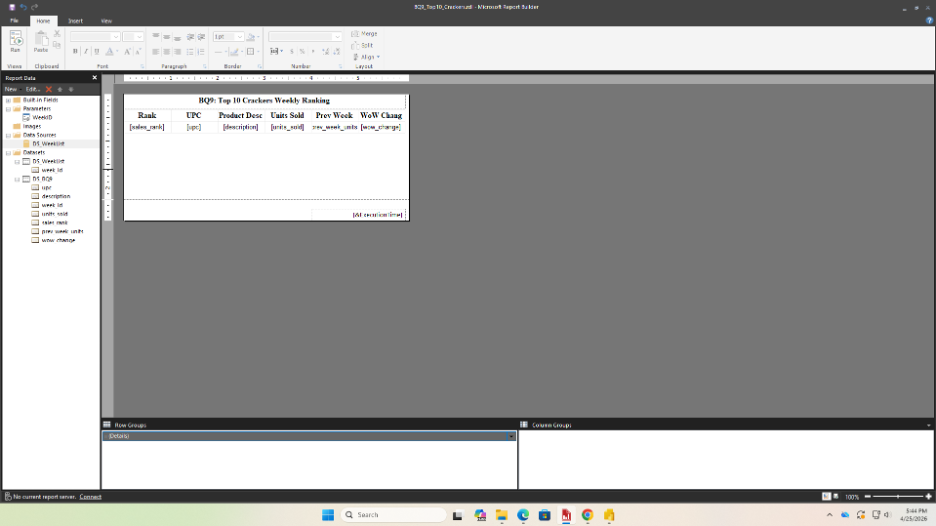 BQ9_Top10_Crackers.rdl - Microsoft Report Builder
File Home Insert View
Run
Paste
Merge
Split
Align
1pt
B I U
Views Clipboard Font Paragraph Border Number Layout
Report Data
New Edit...
Built-in Fields
Parameters
WeekID
Images
Data Sources
DS_WeekList
Datasets
DS_WeekList
week_id
DS_BQ9
upc
description
week_id
units_sold
sales_rank
prev_week_units
wow_change
BQ9: Top 10 Crackers Weekly Ranking
Rank UPC Product Desc Units Sold Prev Week WoW Chang
[sales_rank] [upc] [description] [units_sold] prev_week_units [wow_change]
[&ExecutionTime]
Row Groups
Column Groups
(Details)
No current report server. Connect
100%
Search
5:44 PM
4/25/2026